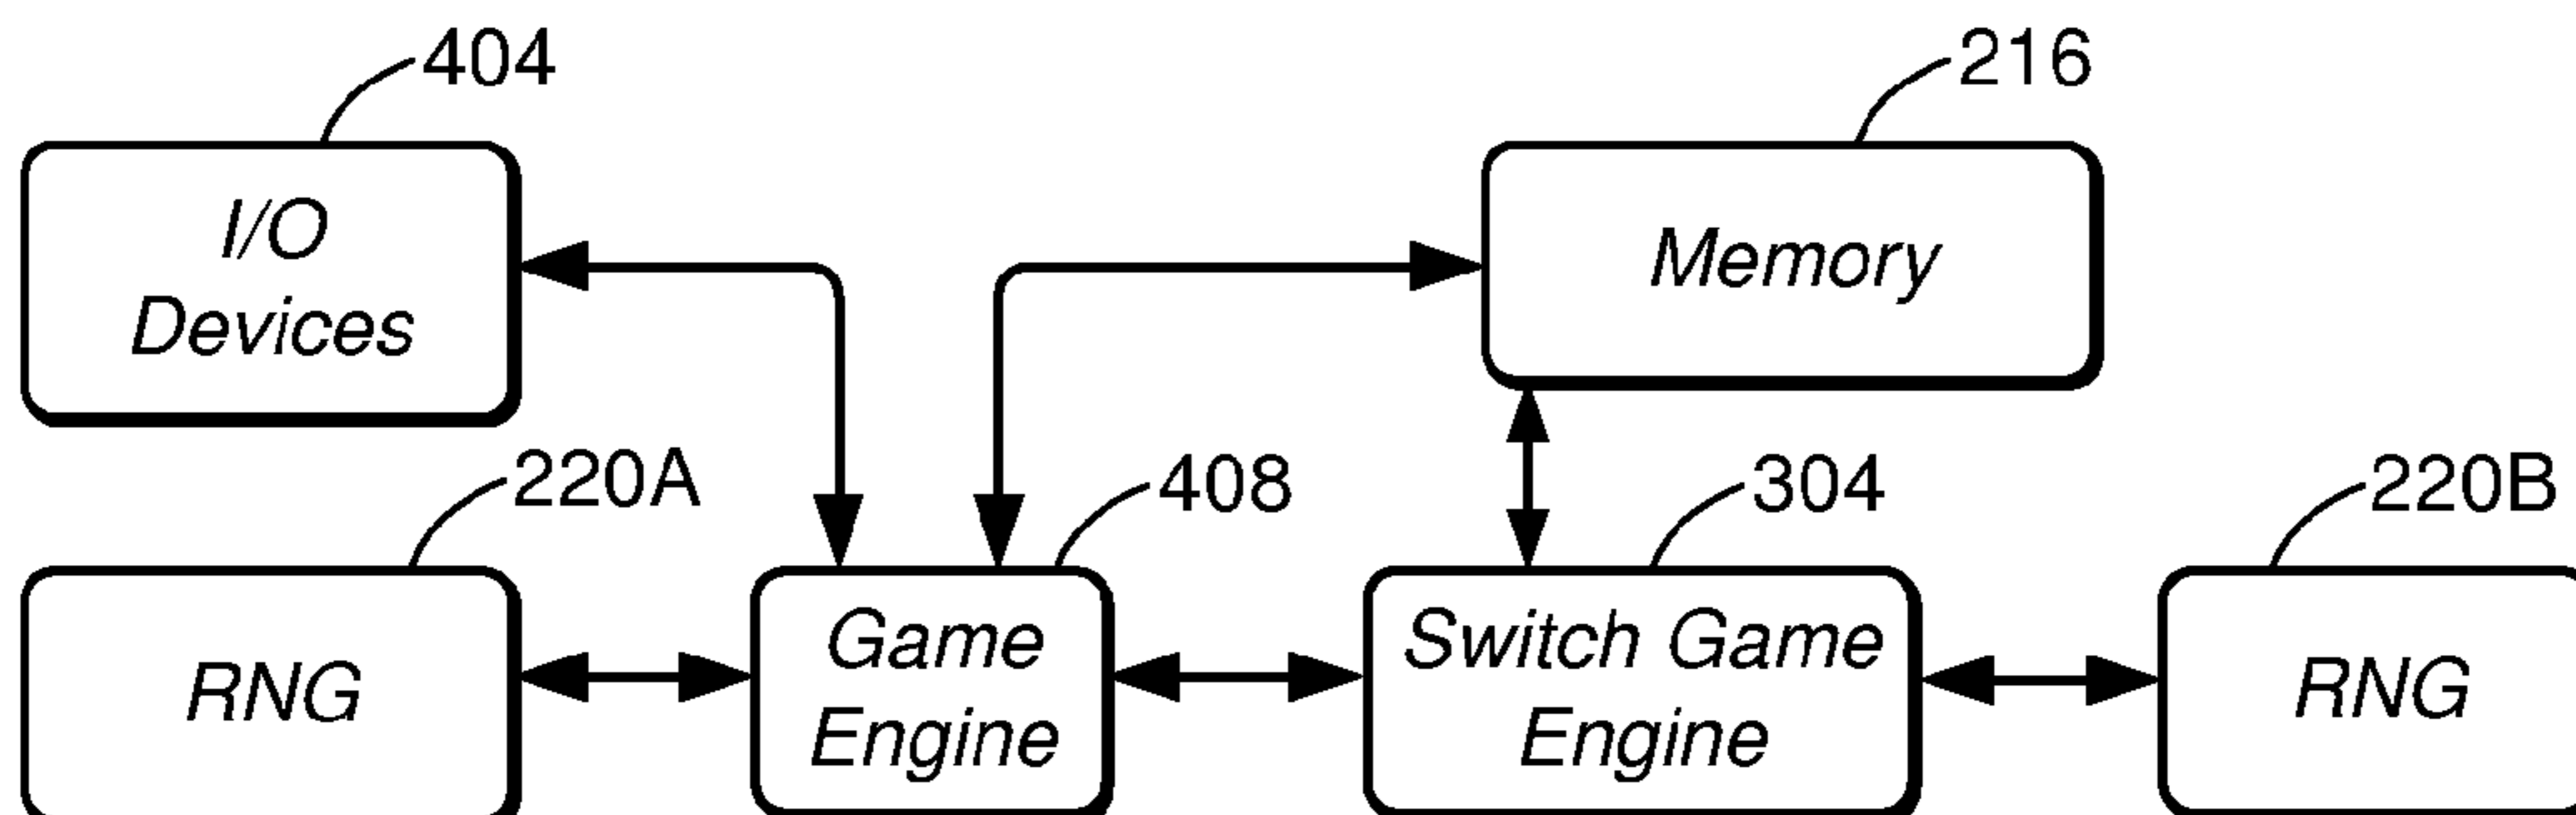 404
216
I/O
Devices
Memory
220A
408
304
220B
RNG
Game
Engine
Switch Game
Engine
RNG